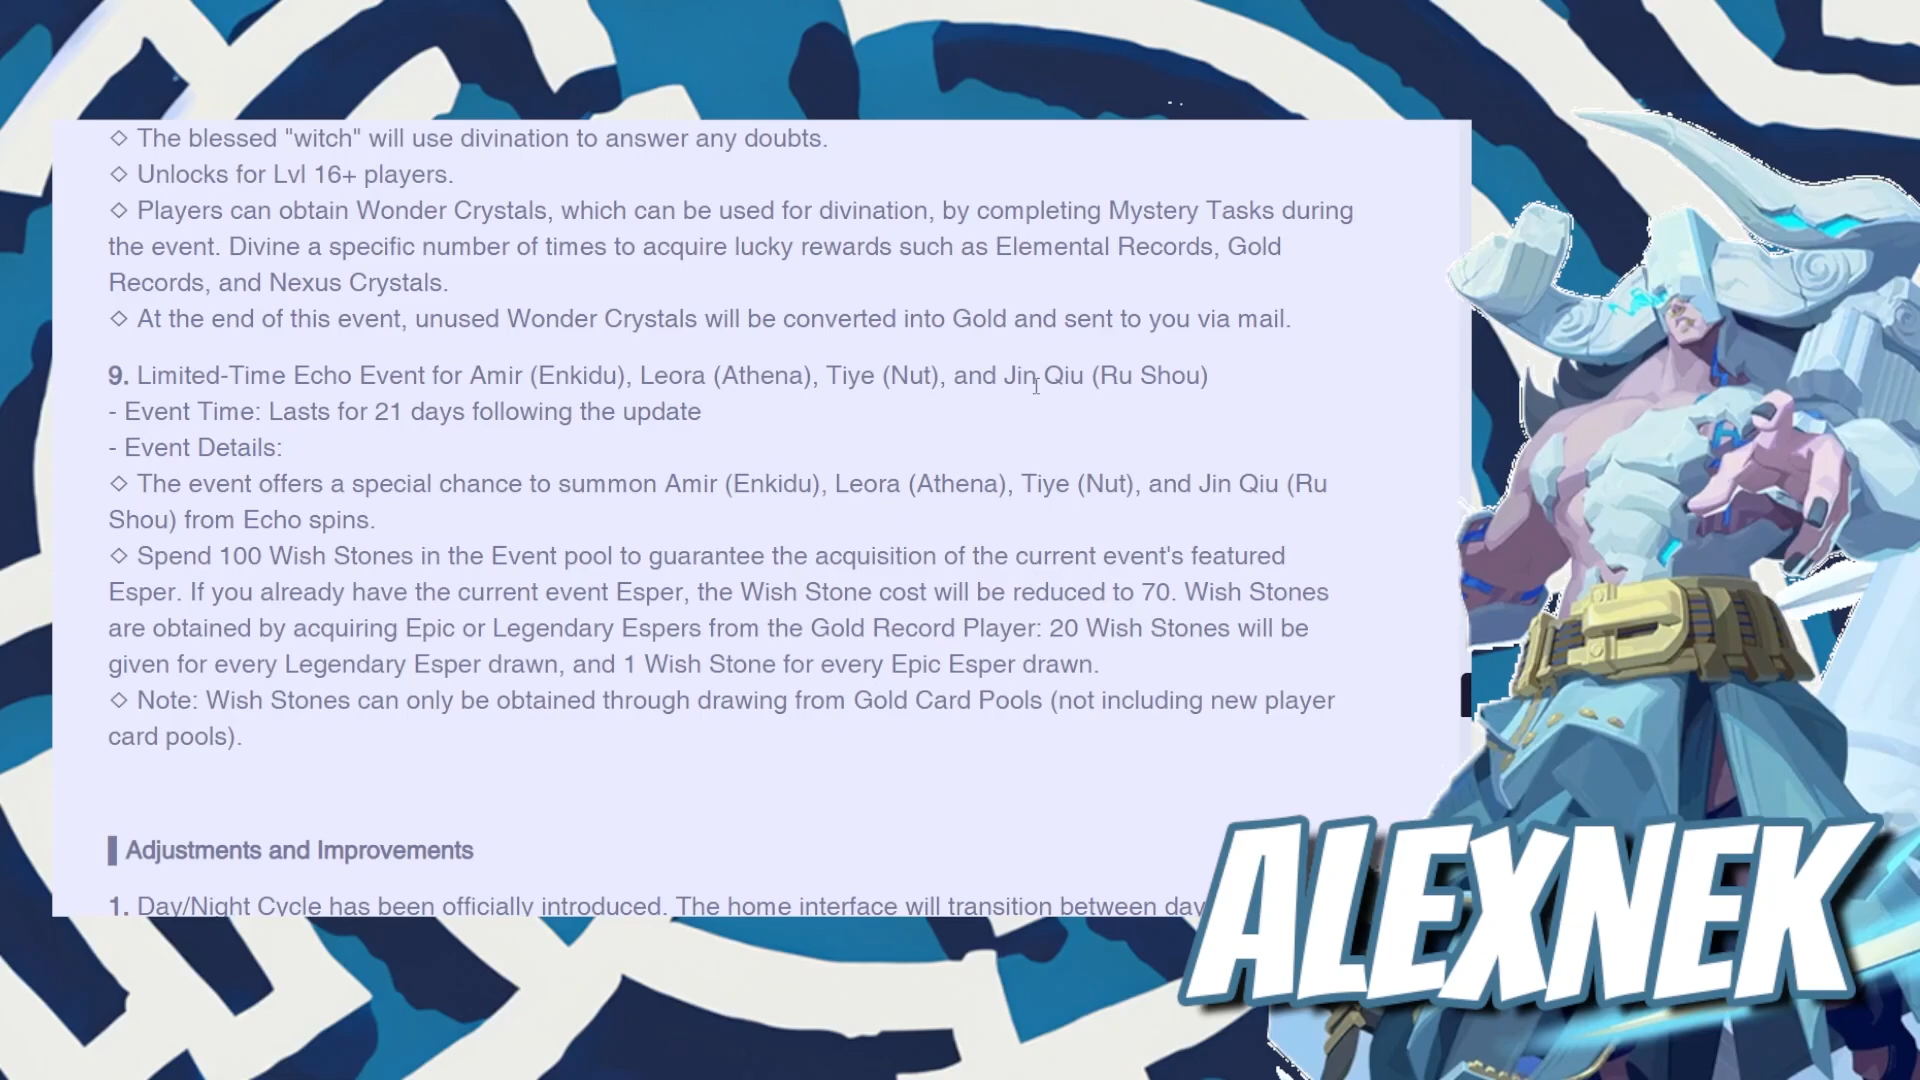 ◇ The blessed "witch" will use divination to answer any doubts.
◇ Unlocks for Lvl 16+ players.
◇ Players can obtain Wonder Crystals, which can be used for divination, by completing Mystery Tasks during
the event. Divine a specific number of times to acquire lucky rewards such as Elemental Records, Gold
Records, and Nexus Crystals.
◇ At the end of this event, unused Wonder Crystals will be converted into Gold and sent to you via mail.
9. Limited-Time Echo Event for Amir (Enkidu), Leora (Athena), Tiye (Nut), and Jin Qiu (Ru Shou)
- Event Time: Lasts for 21 days following the update
- Event Details:
◇ The event offers a special chance to summon Amir (Enkidu), Leora (Athena), Tiye (Nut), and Jin Qiu (Ru
Shou) from Echo spins.
◇ Spend 100 Wish Stones in the Event pool to guarantee the acquisition of the current event's featured
Esper. If you already have the current event Esper, the Wish Stone cost will be reduced to 70. Wish Stones
are obtained by acquiring Epic or Legendary Espers from the Gold Record Player: 20 Wish Stones will be
given for every Legendary Esper drawn, and 1 Wish Stone for every Epic Esper drawn.
◇ Note: Wish Stones can only be obtained through drawing from Gold Card Pools (not including new player
card pools).
Adjustments and Improvements
1. Day/Night Cycle has been officially introduced. The home interface will transition between day
ALEXNEK